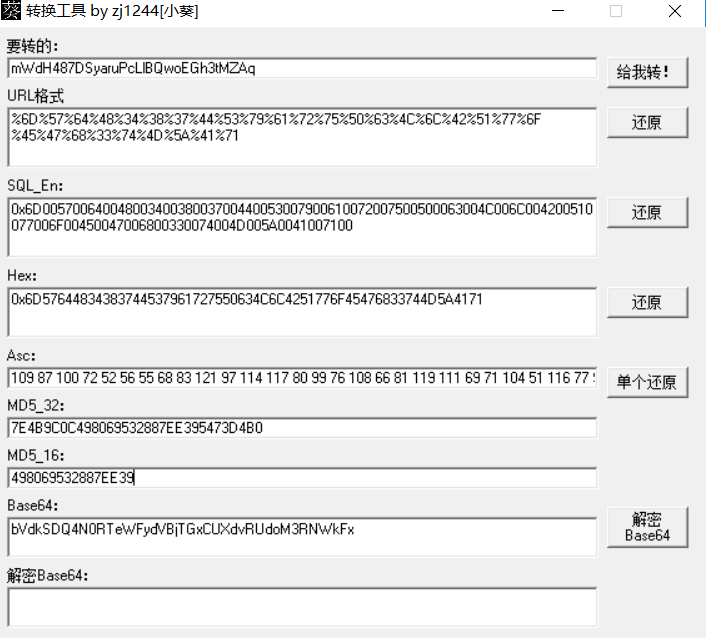 葵 转换工具 by zj1244[小葵]
要转的:
mWdH487DSyaruPcLlBQwoEGh3tMZAq
给我转!
URL格式
%6D%57%64%48%34%38%37%44%53%79%61%72%75%50%63%4C%6C%42%51%77%6F
%45%47%68%33%74%4D%5A%41%71
还原
SQL_En:
0x6D00570064004800340038003700440053007900610072007500500063004C006C004200510
077006F00450047006800330074004D005A0041007100
还原
Hex:
0x6D57644834383744537961727550634C6C4251776F45476833744D5A4171
还原
Asc:
109 87 100 72 52 56 55 68 83 121 97 114 117 80 99 76 108 66 81 119 111 69 71 104 51 116 77
单个还原
MD5_32:
7E4B9C0C498069532887EE395473D4B0
MD5_16:
498069532887EE39
Base64:
bVdkSDQ4N0RTeWFydVBjTGxCUXdvRUdoM3RNWkFx
解密
Base64
解密Base64: